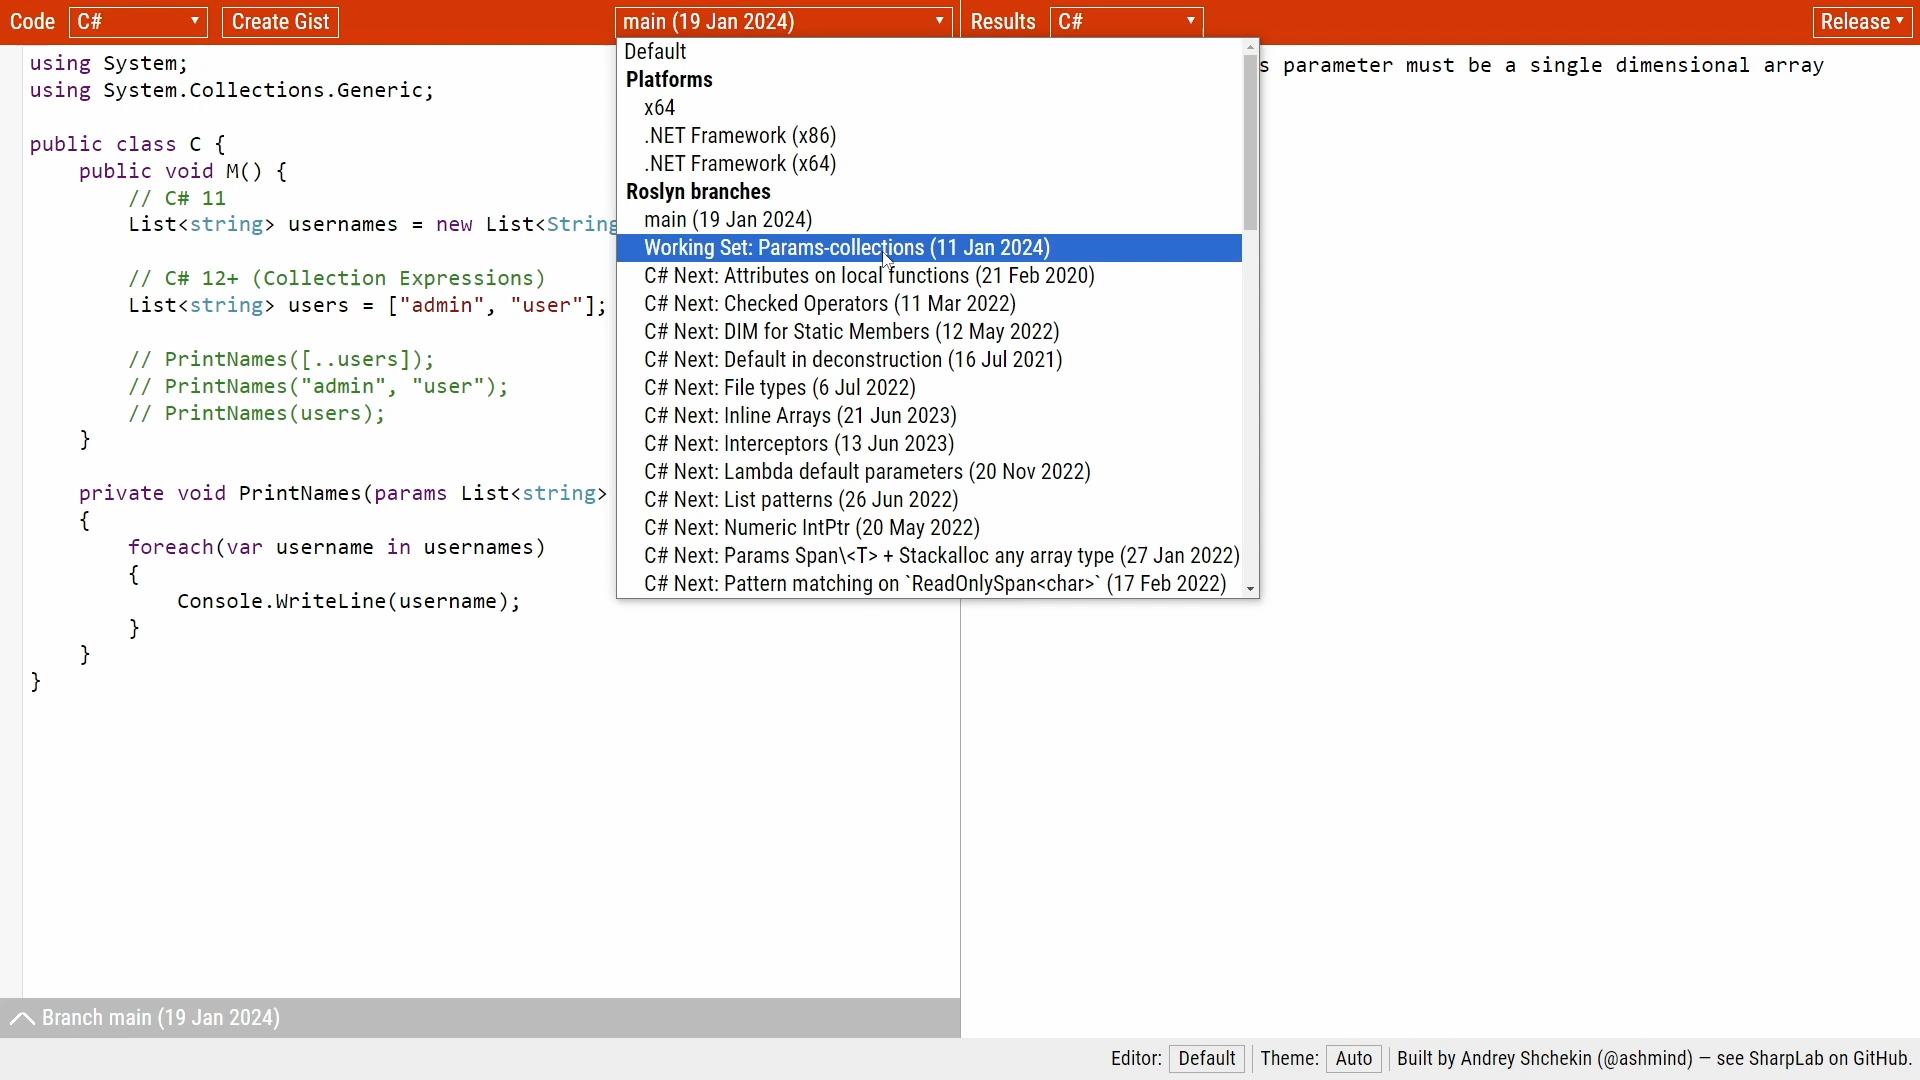 Code C# Create Gist main (19 Jan 2024) Results C# Release
using System;
using System.Collections.Generic;
public class C {
public void M() {
// C# 11
List<string> usernames = new List<String
// C# 12+ (Collection Expressions)
List<string> users = ["admin", "user"];
// PrintNames([..users]);
// PrintNames("admin", "user");
// PrintNames(users);
}
private void PrintNames(params List<string>
{
foreach(var username in usernames)
{
Console.WriteLine(username);
}
}
}
Default
Platforms
x64
.NET Framework (x86)
.NET Framework (x64)
Roslyn branches
main (19 Jan 2024)
Working Set: Params-collections (11 Jan 2024)
C# Next: Attributes on local functions (21 Feb 2020)
C# Next: Checked Operators (11 Mar 2022)
C# Next: DIM for Static Members (12 May 2022)
C# Next: Default in deconstruction (16 Jul 2021)
C# Next: File types (6 Jul 2022)
C# Next: Inline Arrays (21 Jun 2023)
C# Next: Interceptors (13 Jun 2023)
C# Next: Lambda default parameters (20 Nov 2022)
C# Next: List patterns (26 Jun 2022)
C# Next: Numeric IntPtr (20 May 2022)
C# Next: Params Span\<T> + Stackalloc any array type (27 Jan 2022)
C# Next: Pattern matching on `ReadOnlySpan<char>` (17 Feb 2022)
s parameter must be a single dimensional array
Branch main (19 Jan 2024)
Editor: Default Theme: Auto Built by Andrey Shchekin (@ashmind) — see SharpLab on GitHub.